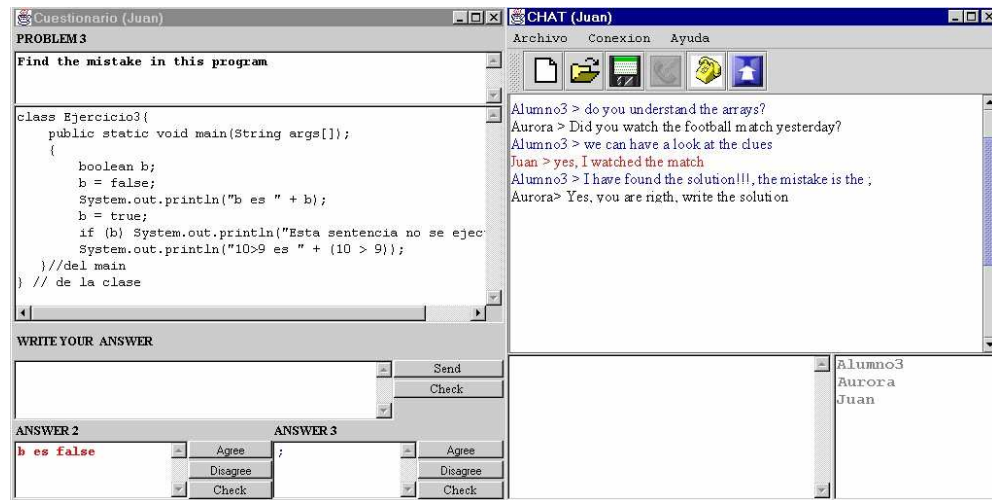 Cuestionario (Juan)
PROBLEM 3
Find the mistake in this program
class Ejercicio3{
public static void main(String args[]);
{
boolean b;
b = false;
System.out.println("b es " + b);
b = true;
if (b) System.out.println("Esta sentencia no se ejec
System.out.println("10>9 es " + (10 > 9));
}//del main
} // de la clase
WRITE YOUR ANSWER
Send
Check
ANSWER 2
b es false
Agree
Disagree
Check
ANSWER 3
;
Agree
Disagree
Check
CHAT (Juan)
Archivo Conexion Ayuda
Alumno3 > do you understand the arrays?
Aurora > Did you watch the football match yesterday?
Alumno3 > we can have a look at the clues
Juan > yes, I watched the match
Alumno3 > I have found the solution!!!, the mistake is the ;
Aurora> Yes, you are rigth, write the solution
Alumno3
Aurora
Juan